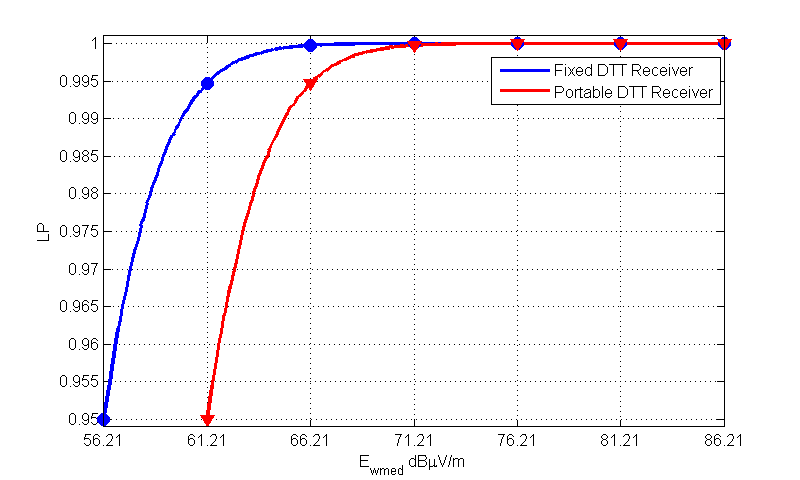 1
0.995
0.99
0.985
0.98
0.975
0.97
0.965
0.96
0.955
0.95
LP
Fixed DTT Receiver
Portable DTT Receiver
56.21 61.21 66.21 71.21 76.21 81.21 86.21
E_wmed dBμV/m